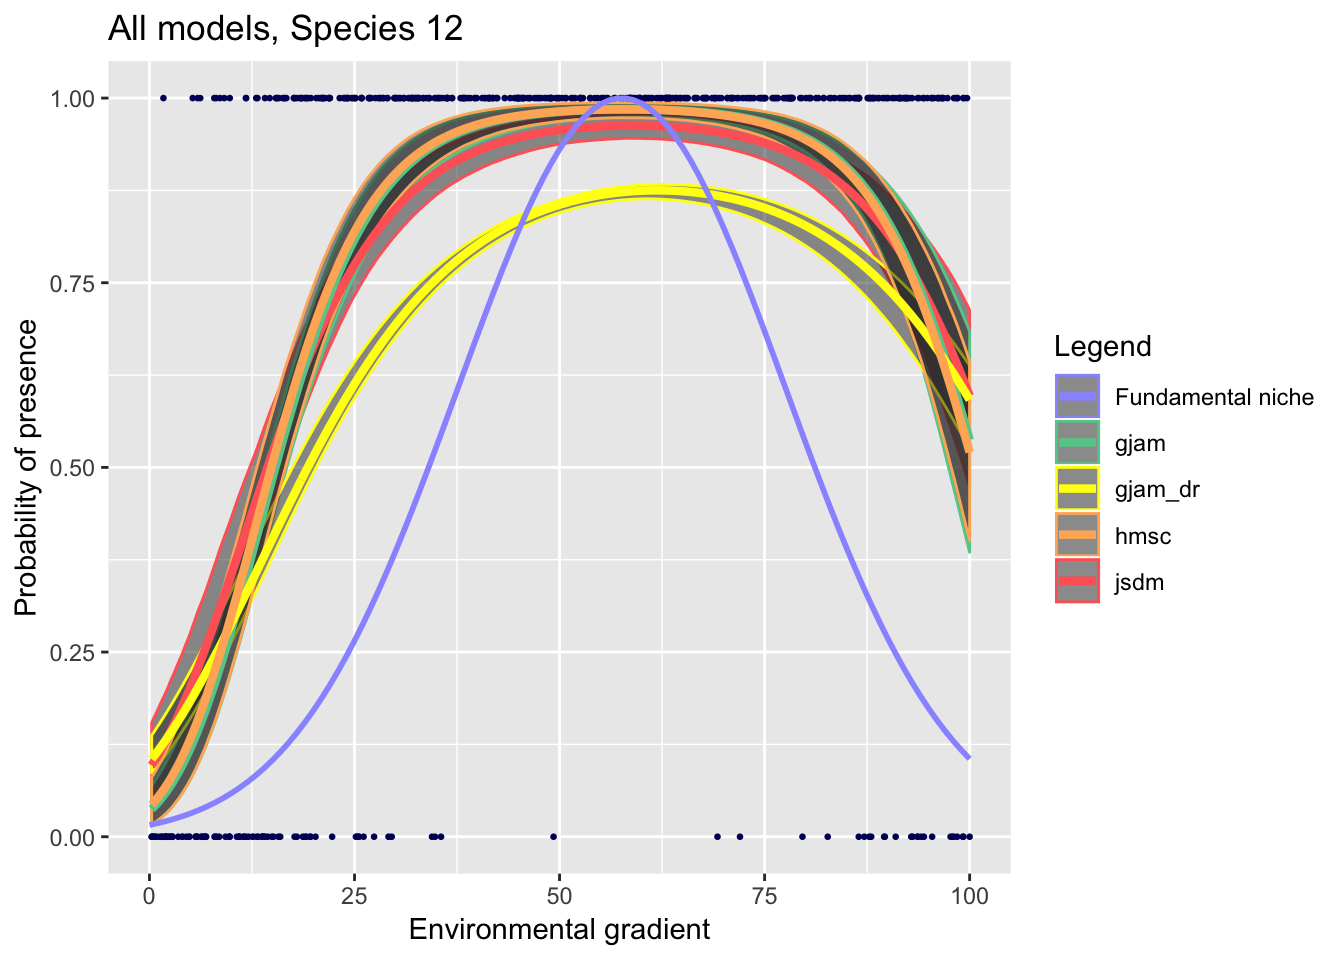 All models, Species 12
1.00
0.75
0.50
0.25
0.00
Probability of presence
0
25
50
75
100
Environmental gradient
Legend
Fundamental niche
gjam
gjam_dr
hmsc
jsdm